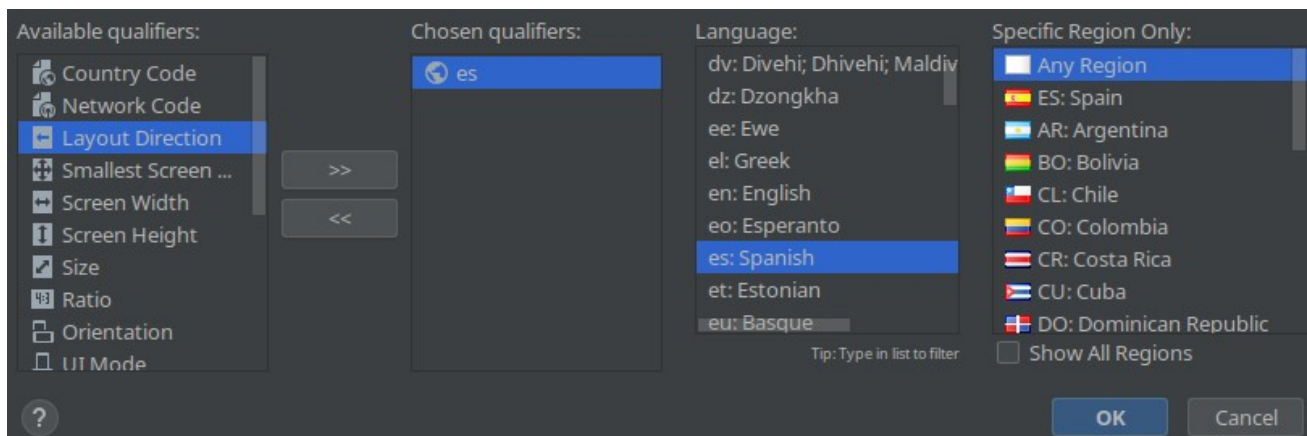 Available qualifiers:
Country Code
Network Code
Layout Direction
Smallest Screen ...
Screen Width
Screen Height
Size
Ratio
Orientation
UI Mode
>>
<<
Chosen qualifiers:
es
Language:
dv: Divehi; Dhivehi; Maldiv
dz: Dzongkha
ee: Ewe
el: Greek
en: English
eo: Esperanto
es: Spanish
et: Estonian
eu: Basque
Tip: Type in list to filter
Specific Region Only:
Any Region
ES: Spain
AR: Argentina
BO: Bolivia
CL: Chile
CO: Colombia
CR: Costa Rica
CU: Cuba
DO: Dominican Republic
Show All Regions
?
OK
Cancel